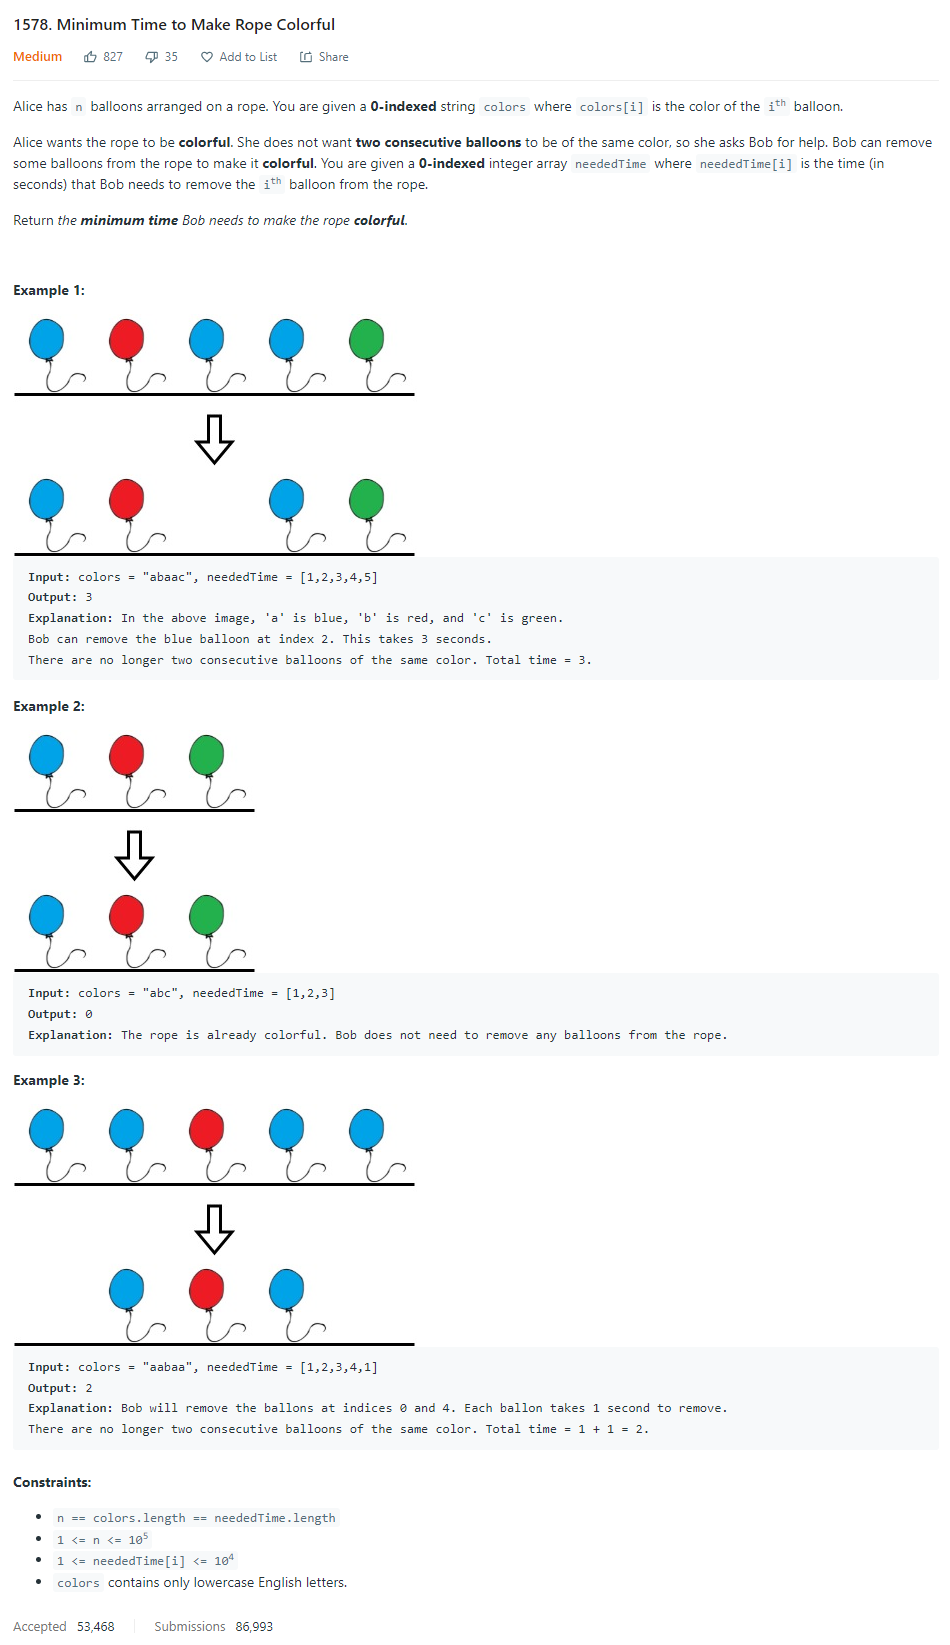 1578. Minimum Time to Make Rope Colorful
Medium 827 35 Add to List Share
Alice has n balloons arranged on a rope. You are given a 0-indexed string colors where colors[i] is the color of the ith balloon.
Alice wants the rope to be colorful. She does not want two consecutive balloons to be of the same color, so she asks Bob for help. Bob can remove
some balloons from the rope to make it colorful. You are given a 0-indexed integer array neededTime where neededTime[i] is the time (in
seconds) that Bob needs to remove the ith balloon from the rope.
Return the minimum time Bob needs to make the rope colorful.
Example 1:
Input: colors = "abaac", neededTime = [1,2,3,4,5]
Output: 3
Explanation: In the above image, 'a' is blue, 'b' is red, and 'c' is green.
Bob can remove the blue balloon at index 2. This takes 3 seconds.
There are no longer two consecutive balloons of the same color. Total time = 3.
Example 2:
Input: colors = "abc", neededTime = [1,2,3]
Output: 0
Explanation: The rope is already colorful. Bob does not need to remove any balloons from the rope.
Example 3:
Input: colors = "aabaa", neededTime = [1,2,3,4,1]
Output: 2
Explanation: Bob will remove the ballons at indices 0 and 4. Each ballon takes 1 second to remove.
There are no longer two consecutive balloons of the same color. Total time = 1 + 1 = 2.
Constraints:
• n == colors.length == neededTime.length
• 1 <= n <= 10⁵
• 1 <= neededTime[i] <= 10⁴
• colors contains only lowercase English letters.
Accepted 53,468 Submissions 86,993